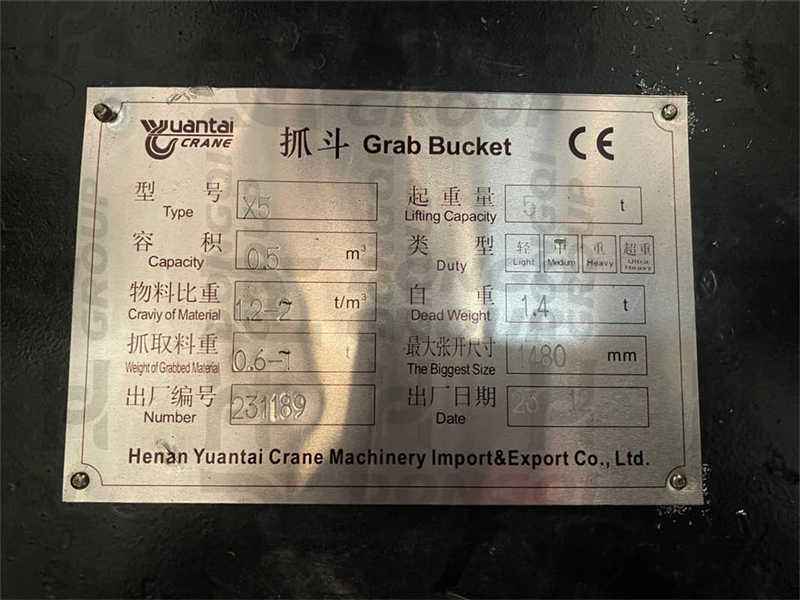 Yuantai
CRANE
抓斗 Grab Bucket
CE
型号 X5
Type
起重量 5 t
Lifting Capacity
容积 0.5 m³
Capacity
类型 轻 中 重 超重
Duty Light Medium Heavy Ultra Heavy
物料比重 1.2-2 t/m³
Craviy of Material
自重 1.4 t
Dead Weight
抓取料重 0.6-1 t
Weight of Grabbed Material
最大张开尺寸 1480 mm
The Biggest Size
出厂编号 231189
Number
出厂日期 23 12
Date
Henan Yuantai Crane Machinery Import&Export Co., Ltd.
GROUP